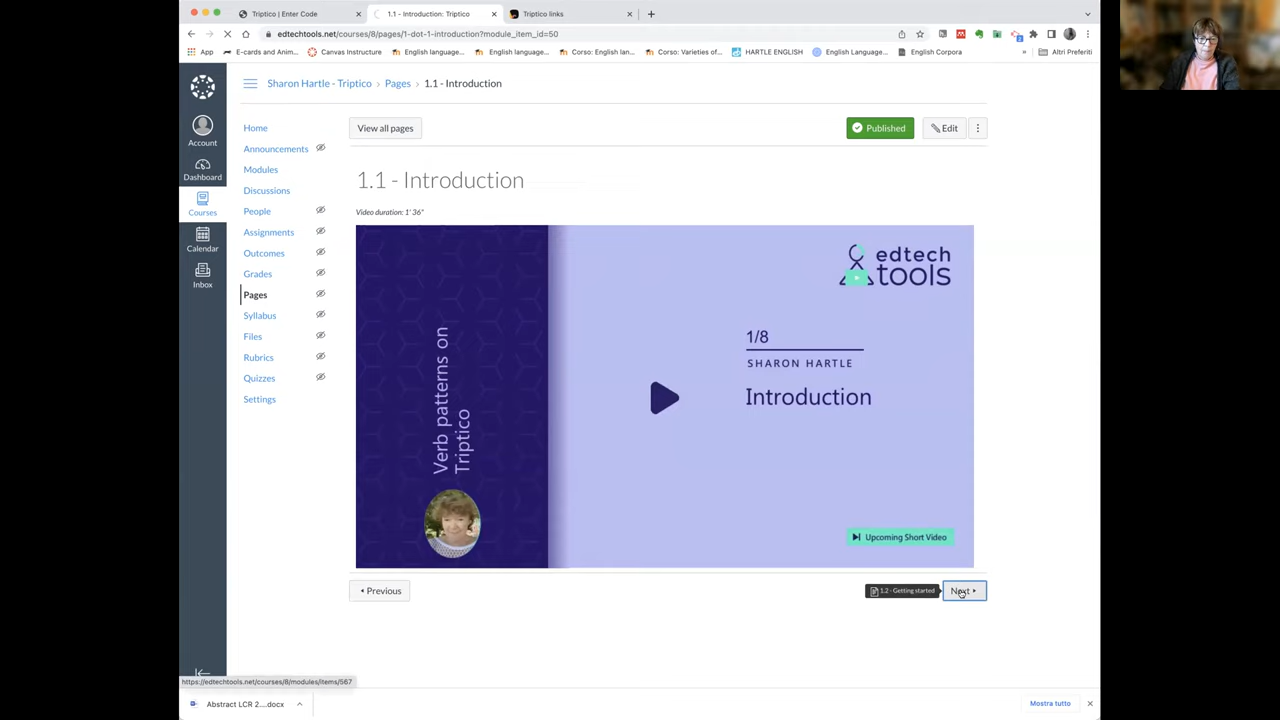 Triptico | Enter Code
1.1 - Introduction: Triptico
Triptico links
edtechtools.net/courses/8/pages/1-dot-1-introduction?module_item_id=50
App
E-cards and Anim...
Canvas Instructure
English language...
English language...
Corso: English lan...
Corso: Varieties of...
HARTLE ENGLISH
English Language...
English Corpora
»
Altri Preferiti
Sharon Hartle - Triptico > Pages > 1.1 - Introduction
Account
Dashboard
Courses
Calendar
Inbox
Home
Announcements
Modules
Discussions
People
Assignments
Outcomes
Grades
Pages
Syllabus
Files
Rubrics
Quizzes
Settings
View all pages
Published
Edit
1.1 - Introduction
Video duration: 1' 36"
Verb patterns on
Triptico
edtech
tools
1/8
SHARON HARTLE
Introduction
Upcoming Short Video
Previous
1.2 - Getting started
Next
https://edtechtools.net/courses/8/modules/items/567
Abstract LCR 2....docx
Mostra tutto